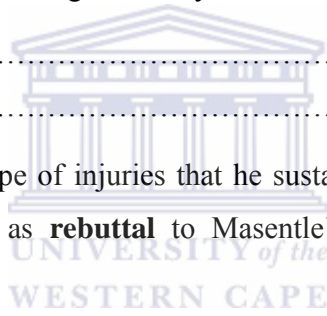 ................................................
................................................
pe of injuries that he susta
as rebuttal to Masentle'
UNIVERSITY of the
WESTERN CAPE